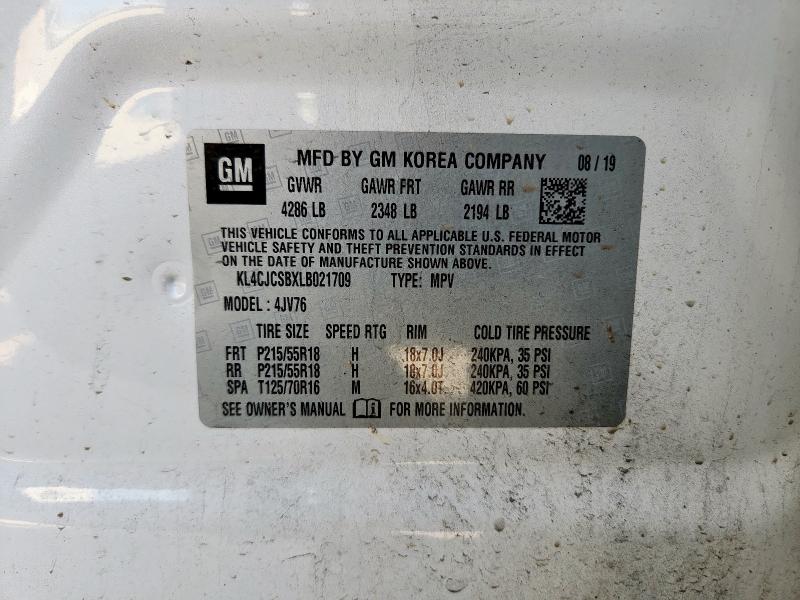 GM MFD BY GM KOREA COMPANY 08 / 19
GVWR GAWR FRT GAWR RR
4286 LB 2348 LB 2194 LB
THIS VEHICLE CONFORMS TO ALL APPLICABLE U.S. FEDERAL MOTOR
VEHICLE SAFETY AND THEFT PREVENTION STANDARDS IN EFFECT
ON THE DATE OF MANUFACTURE SHOWN ABOVE.
KL4CJCSBXLB021709 TYPE: MPV
MODEL : 4JV76
TIRE SIZE SPEED RTG RIM COLD TIRE PRESSURE
FRT P215/55R18 H 18x7.0J 240KPA, 35 PSI
RR P215/55R18 H 18x7.0J 240KPA, 35 PSI
SPA T125/70R16 M 16x4.0T 420KPA, 60 PSI
SEE OWNER'S MANUAL FOR MORE INFORMATION.